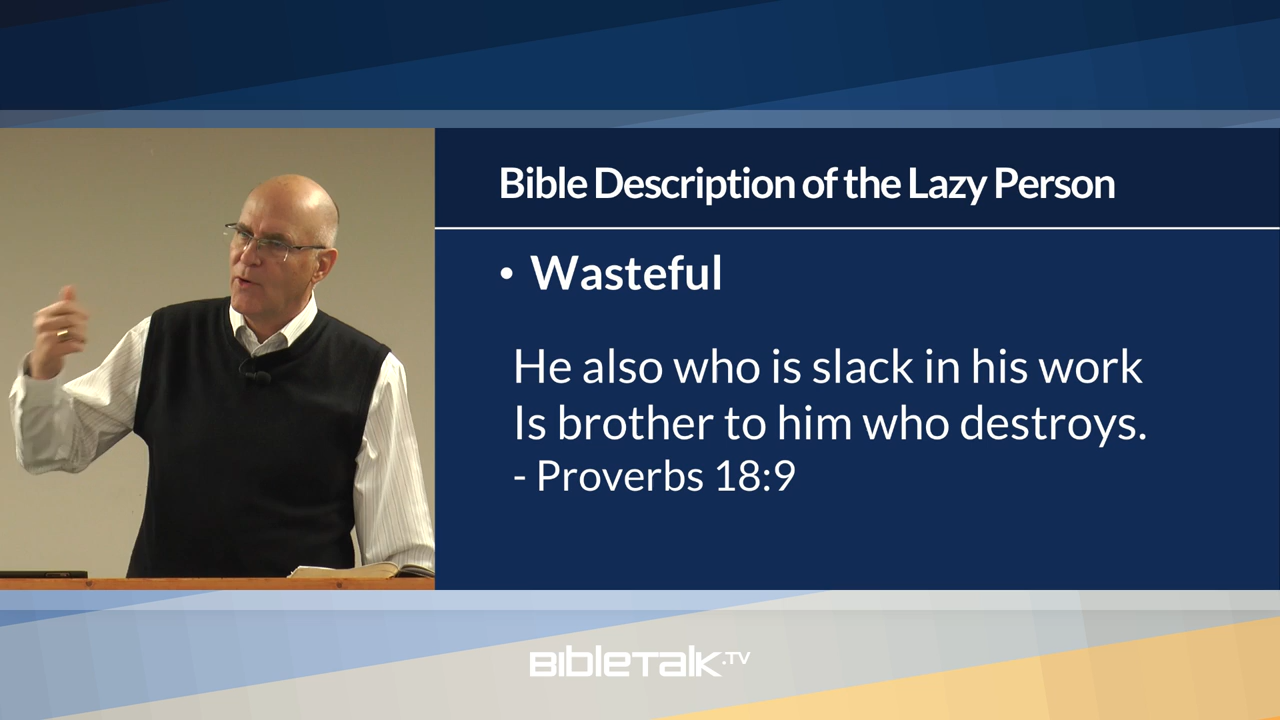 Bible Description of the Lazy Person
• Wasteful
He also who is slack in his work
Is brother to him who destroys.
- Proverbs 18:9
BIBLETALK.TV